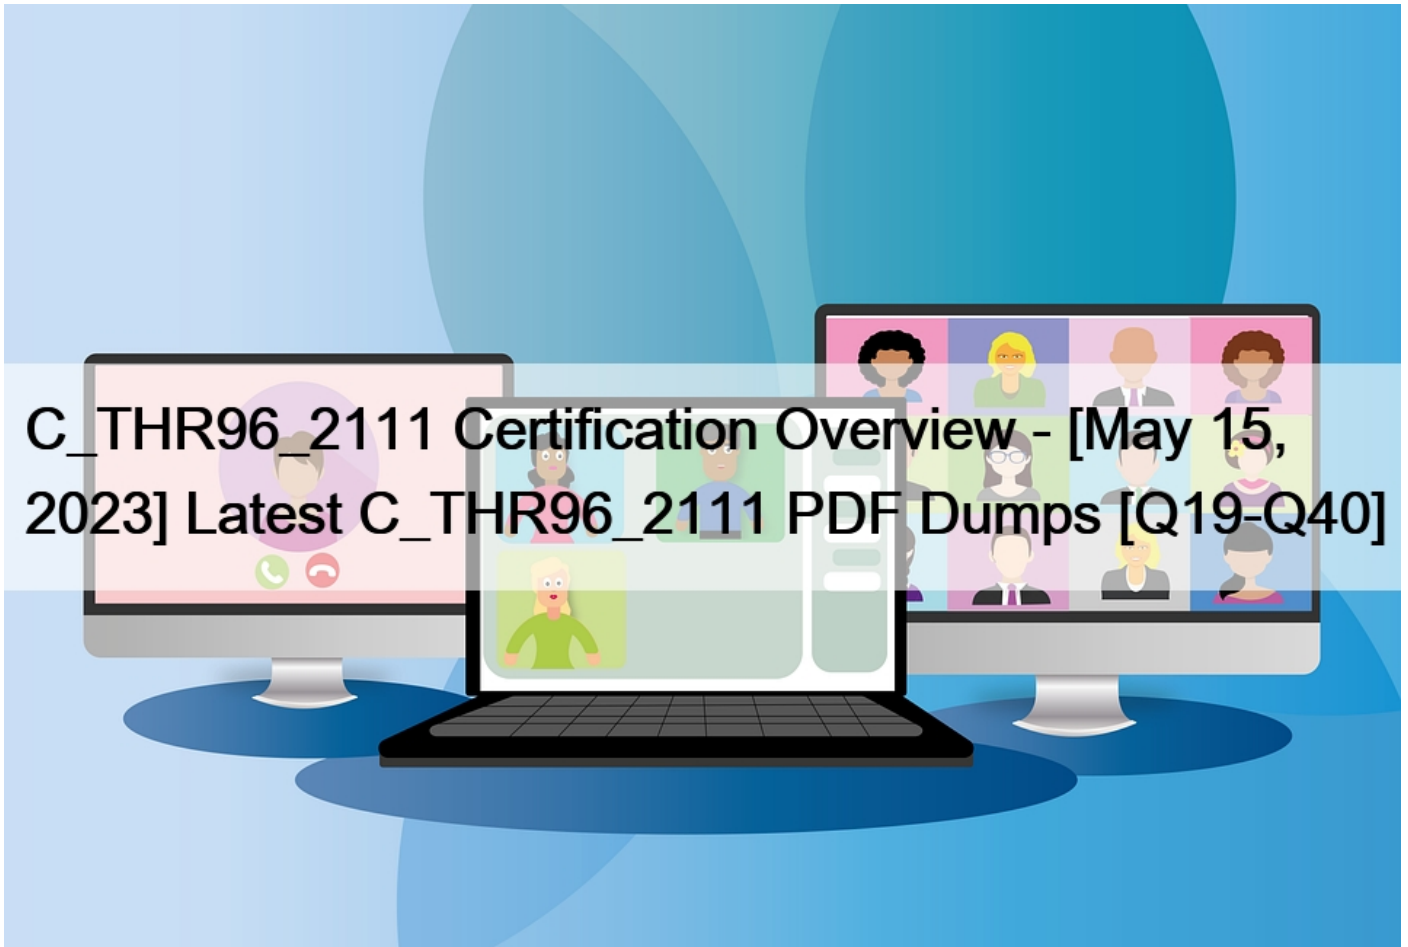 C_THR96_2111 Certification Overview - [May 15,
2023] Latest C_THR96_2111 PDF Dumps [Q19-Q40]